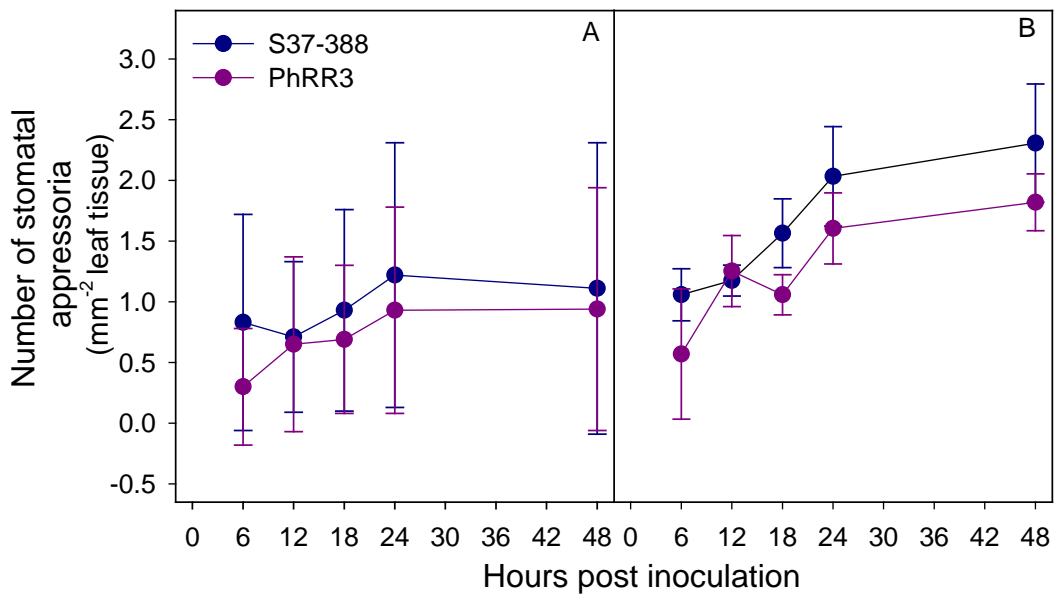 A
B
S37-388
PhRR3
3.0
2.5
2.0
1.5
1.0
0.5
0.0
-0.5
Number of stomatal
appressoria
(mm-2 leaf tissue)
0 6 12 18 24 30 36 42 48 0 6 12 18 24 30 36 42 48
Hours post inoculation